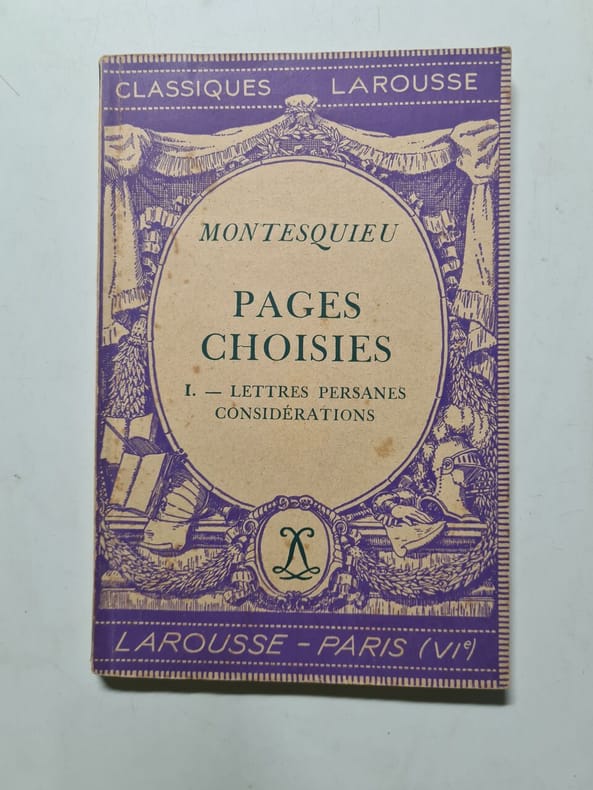 CLASSIQUES LAROUSSE
MONTESQUIEU
PAGES
CHOISIES
I. — LETTRES PERSANES
CONSIDÉRATIONS
LAROUSSE – PARIS (VIe)